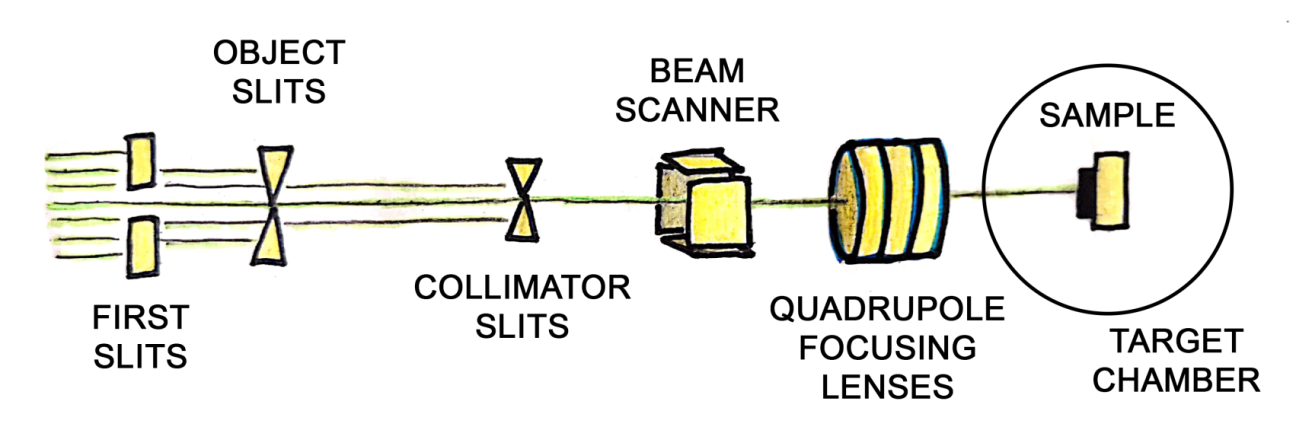 OBJECT
SLITS
BEAM
SCANNER
SAMPLE
FIRST
SLITS
COLLIMATOR
SLITS
QUADRUPOLE
FOCUSING
LENSES
TARGET
CHAMBER